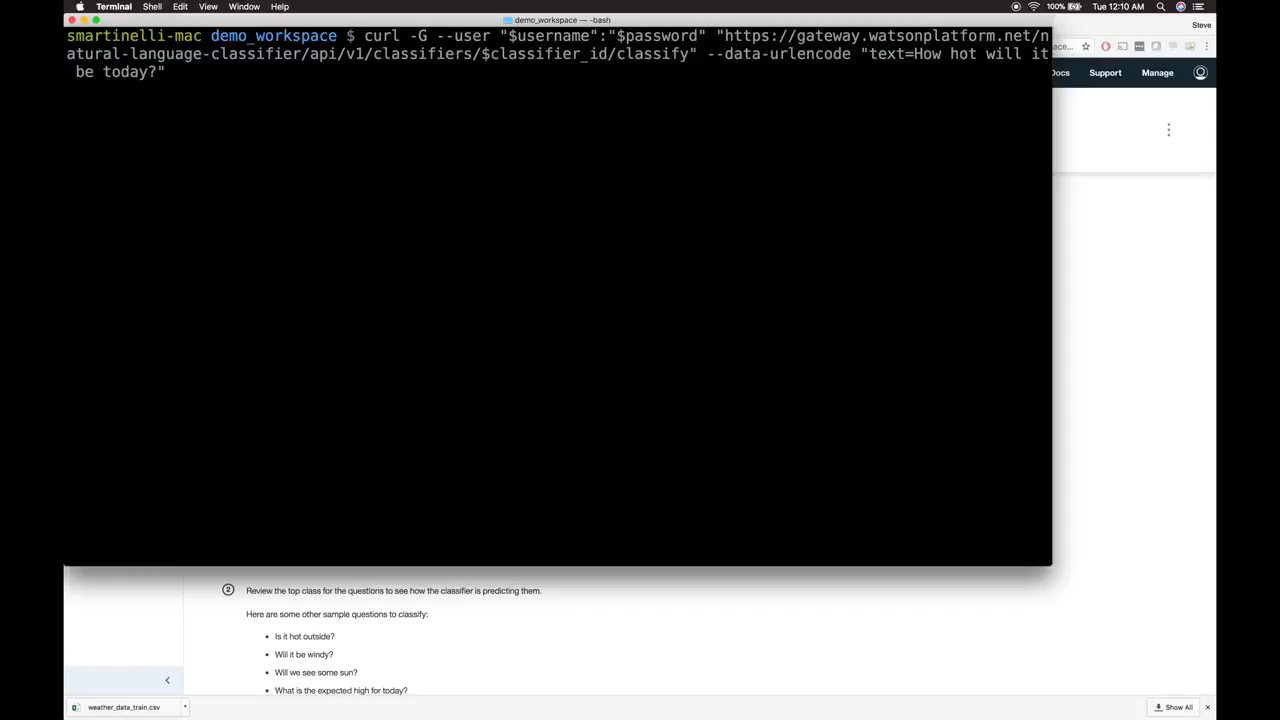 Terminal Shell Edit View Window Help 100% Tue 12:10 AM
demo_workspace — -bash
Steve
smartinelli-mac demo_workspace $ curl -G --user "$username":"$password" "https://gateway.watsonplatform.net/n
atural-language-classifier/api/v1/classifiers/$classifier_id/classify" --data-urlencode "text=How hot will it
be today?"
ace...
Docs Support Manage
2 Review the top class for the questions to see how the classifier is predicting them.
Here are some other sample questions to classify:
• Is it hot outside?
• Will it be windy?
• Will we see some sun?
• What is the expected high for today?
weather_data_train.csv
Show All